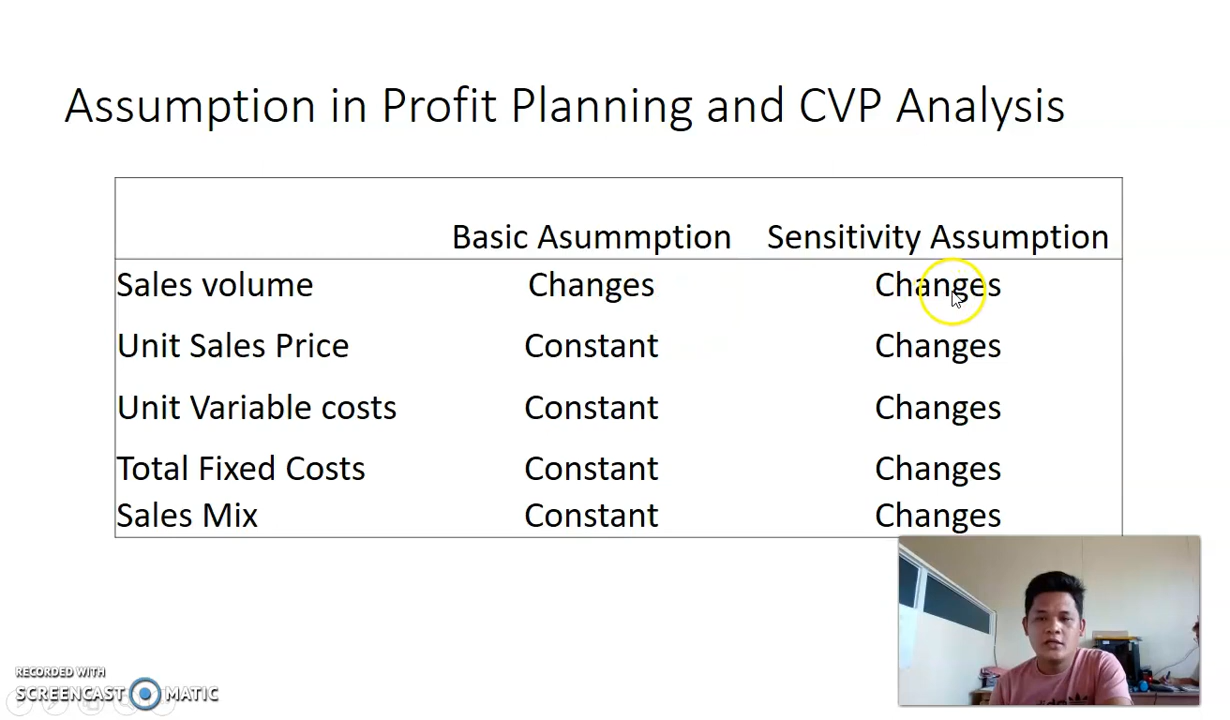 Assumption in Profit Planning and CVP Analysis
Basic Asummption Sensitivity Assumption
Sales volume Changes Changes
Unit Sales Price Constant Changes
Unit Variable costs Constant Changes
Total Fixed Costs Constant Changes
Sales Mix Constant Changes
RECORDED WITH
SCREENCAST MATIC
adidas